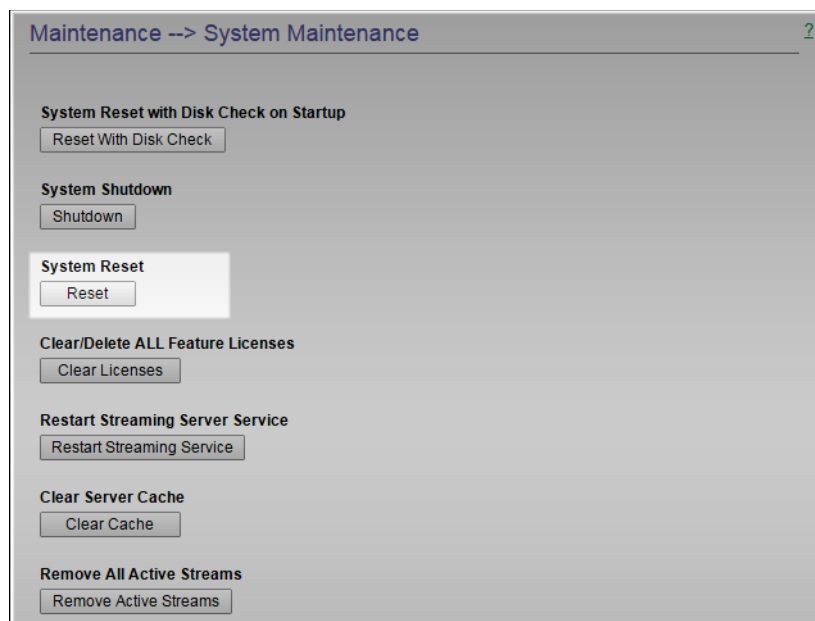 Maintenance --> System Maintenance ?
System Reset with Disk Check on Startup
Reset With Disk Check
System Shutdown
Shutdown
System Reset
Reset
Clear/Delete ALL Feature Licenses
Clear Licenses
Restart Streaming Server Service
Restart Streaming Service
Clear Server Cache
Clear Cache
Remove All Active Streams
Remove Active Streams